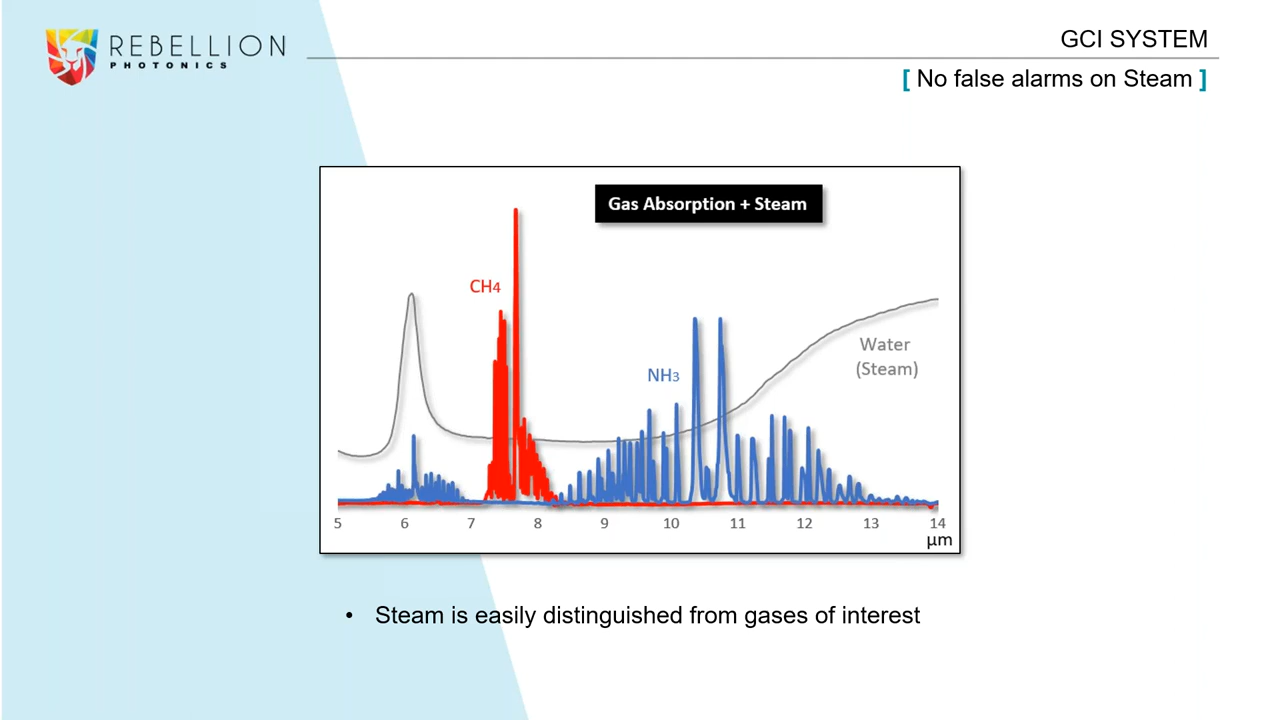 REBELLION
PHOTONICS
GCI SYSTEM
[ No false alarms on Steam ]
Gas Absorption + Steam
CH4
NH3
Water
(Steam)
5 6 7 8 9 10 11 12 13 14
μm
• Steam is easily distinguished from gases of interest